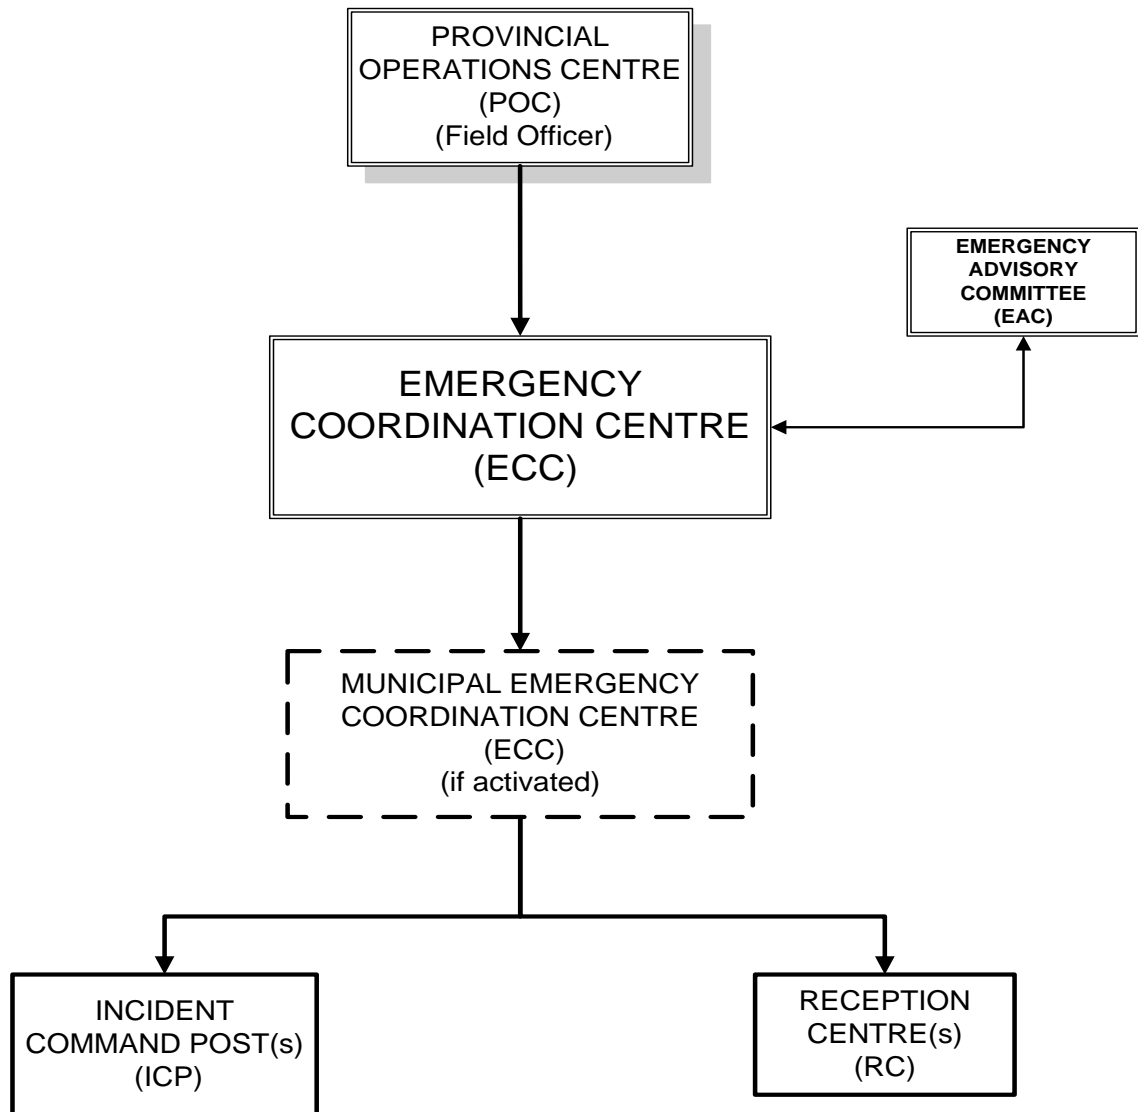 PROVINCIAL
OPERATIONS CENTRE
(POC)
(Field Officer)
EMERGENCY
ADVISORY
COMMITTEE
(EAC)
EMERGENCY
COORDINATION CENTRE
(ECC)
MUNICIPAL EMERGENCY
COORDINATION CENTRE
(ECC)
(if activated)
INCIDENT
COMMAND POST(s)
(ICP)
RECEPTION
CENTRE(s)
(RC)